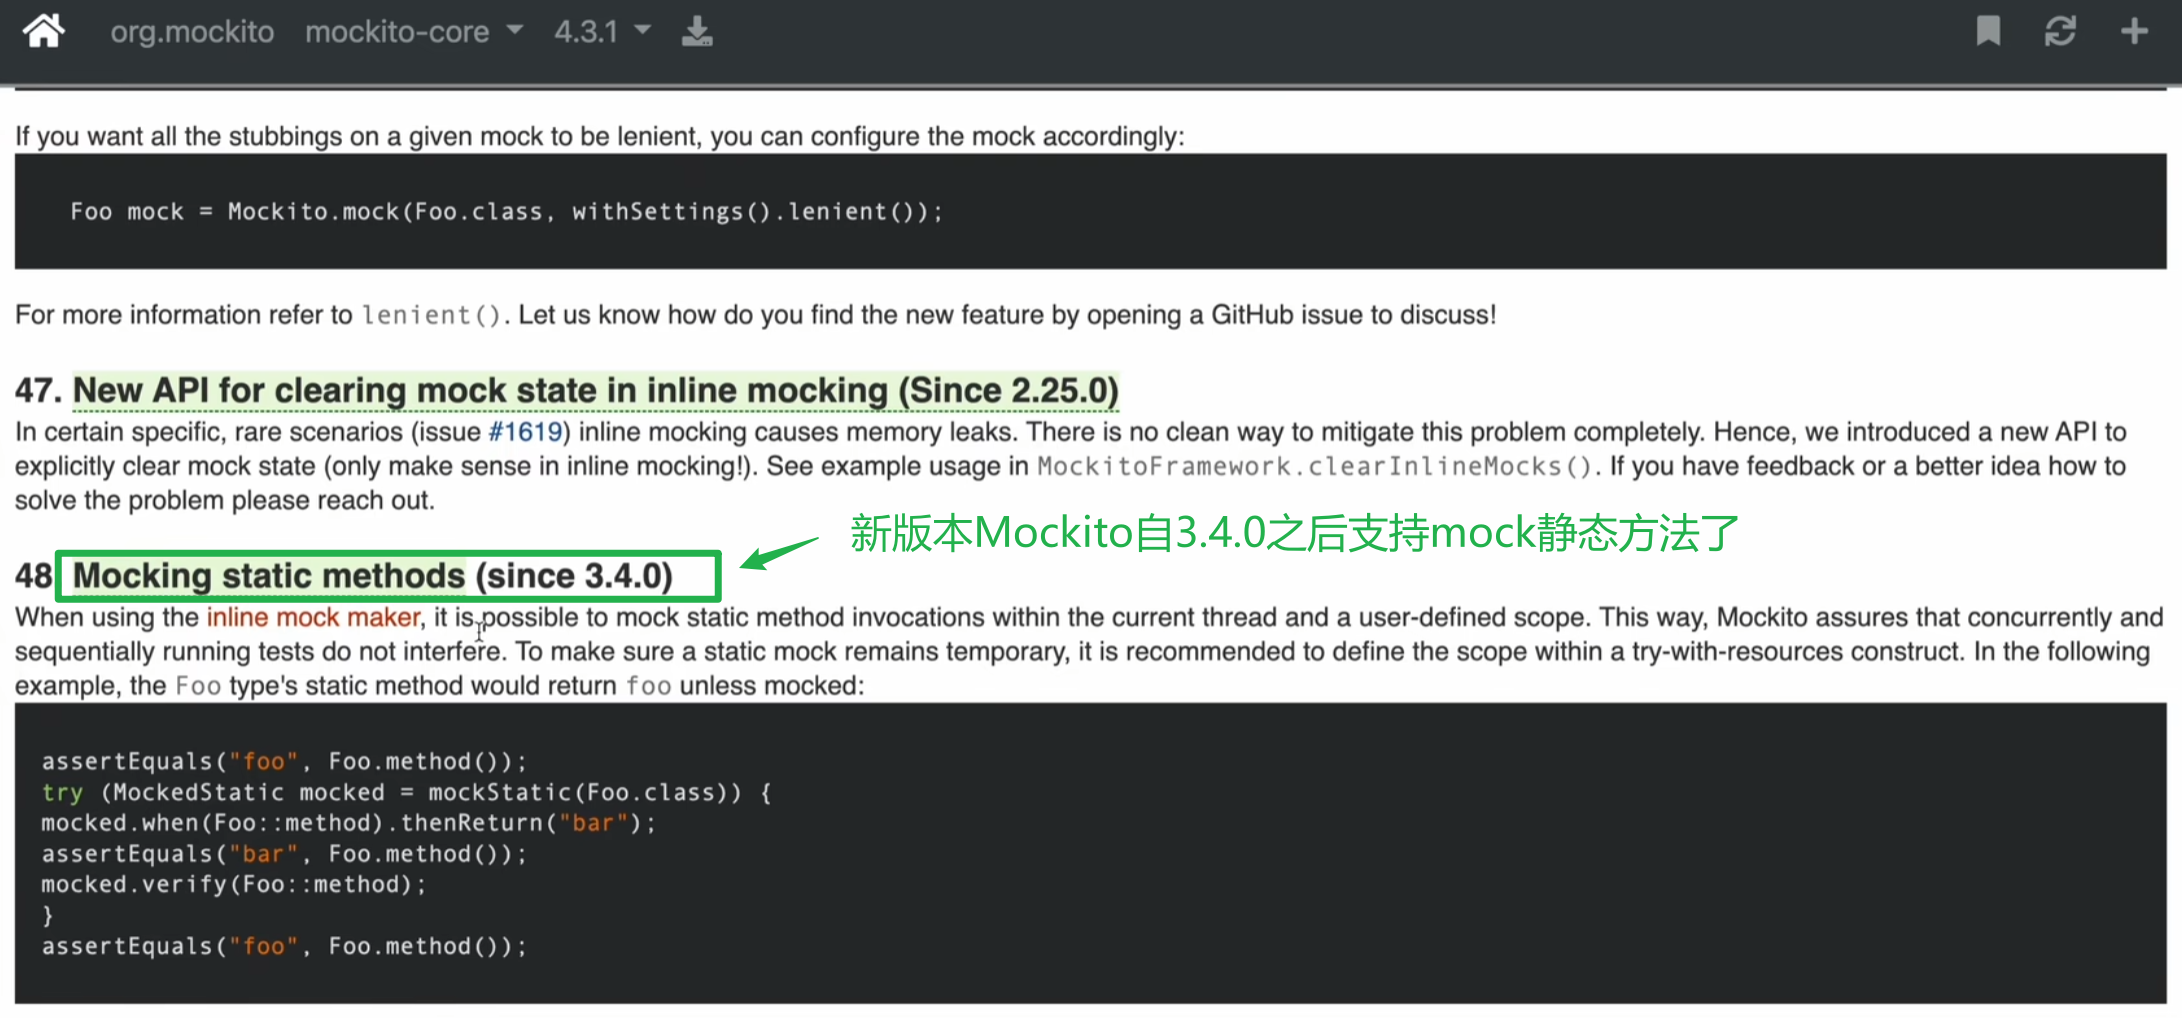 org.mockito mockito-core 4.3.1
If you want all the stubbings on a given mock to be lenient, you can configure the mock accordingly:
Foo mock = Mockito.mock(Foo.class, withSettings().lenient());
For more information refer to lenient(). Let us know how do you find the new feature by opening a GitHub issue to discuss!
47. New API for clearing mock state in inline mocking (Since 2.25.0)
In certain specific, rare scenarios (issue #1619) inline mocking causes memory leaks. There is no clean way to mitigate this problem completely. Hence, we introduced a new API to
explicitly clear mock state (only make sense in inline mocking!). See example usage in MockitoFramework.clearInlineMocks(). If you have feedback or a better idea how to
solve the problem please reach out.
新版本Mockito自3.4.0之后支持mock静态方法了
48 Mocking static methods (since 3.4.0)
When using the inline mock maker, it is possible to mock static method invocations within the current thread and a user-defined scope. This way, Mockito assures that concurrently and
sequentially running tests do not interfere. To make sure a static mock remains temporary, it is recommended to define the scope within a try-with-resources construct. In the following
example, the Foo type's static method would return foo unless mocked:
assertEquals("foo", Foo.method());
try (MockedStatic mocked = mockStatic(Foo.class)) {
mocked.when(Foo::method).thenReturn("bar");
assertEquals("bar", Foo.method());
mocked.verify(Foo::method);
}
assertEquals("foo", Foo.method());